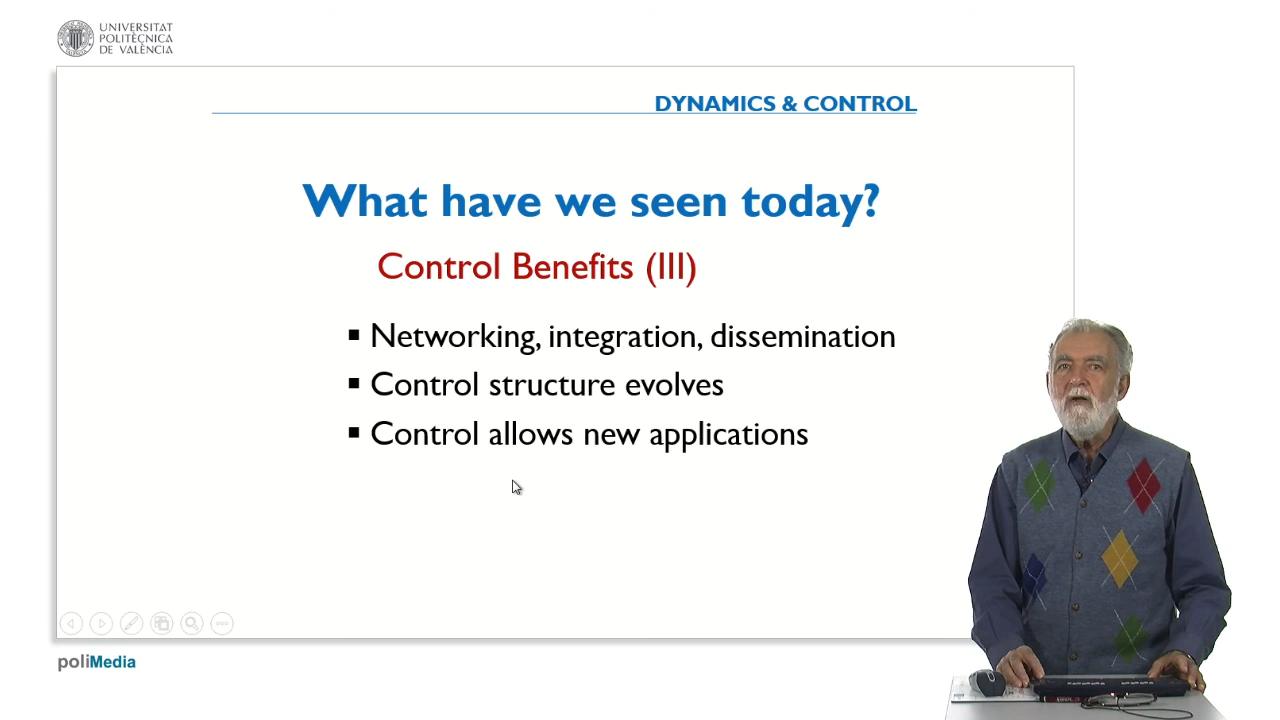 UNIVERSITAT
POLITÈCNICA
DE VALÈNCIA
DYNAMICS & CONTROL
What have we seen today?
Control Benefits (III)
▪ Networking, integration, dissemination
▪ Control structure evolves
▪ Control allows new applications
poliMedia